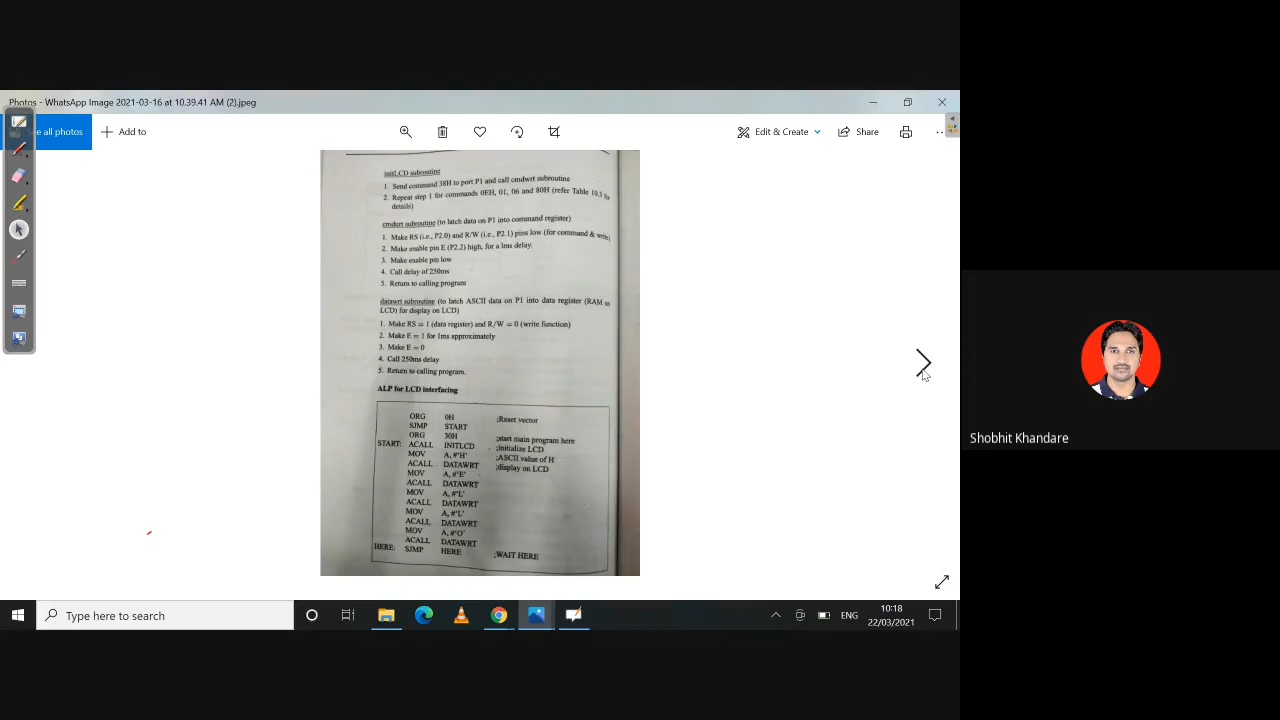 Photos - WhatsApp Image 2021-03-16 at 10.39.41 AM (2).jpeg
ee all photos
Add to
Edit & Create
Share
initLCD subroutine
1. Send command 38H to port P1 and call cmdwrt subroutine
2. Repeat step 1 for commands 0EH, 01, 06 and 80H (refer Table 10.3 for
details)
cmdwrt subroutine (to latch data on P1 into command register)
1. Make RS (i.e., P2.0) and R/W (i.e., P2.1) pins low (for command & write)
2. Make enable pin E (P2.2) high, for a 1ms delay.
3. Make enable pin low
4. Call delay of 250ms
5. Return to calling program
datawrt subroutine (to latch ASCII data on P1 into data register (RAM
LCD) for display on LCD)
1. Make RS = 1 (data register) and R/W = 0 (write function)
2. Make E = 1 for 1ms approximately
3. Make E = 0
4. Call 250ms delay
5. Return to calling program.
ALP for LCD interfacing
ORG 0H ;Reset vector
SJMP START
ORG 30H ;start main program here
START: ACALL INITLCD ;initialize LCD
MOV A, #'H' ;ASCII value of H
ACALL DATAWRT ;display on LCD
MOV A, #'E'
ACALL DATAWRT
MOV A, #'L'
ACALL DATAWRT
MOV A, #'L'
ACALL DATAWRT
MOV A, #'O'
ACALL DATAWRT
HERE: SJMP HERE ;WAIT HERE
Shobhit Khandare
Type here to search
ENG
10:18
22/03/2021